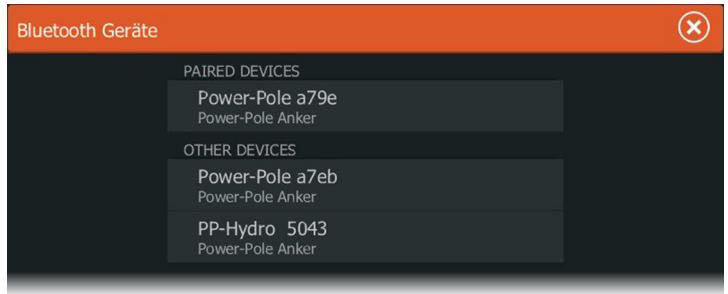 Bluetooth Geräte
PAIRED DEVICES
Power-Pole a79e
Power-Pole Anker
OTHER DEVICES
Power-Pole a7eb
Power-Pole Anker
PP-Hydro 5043
Power-Pole Anker